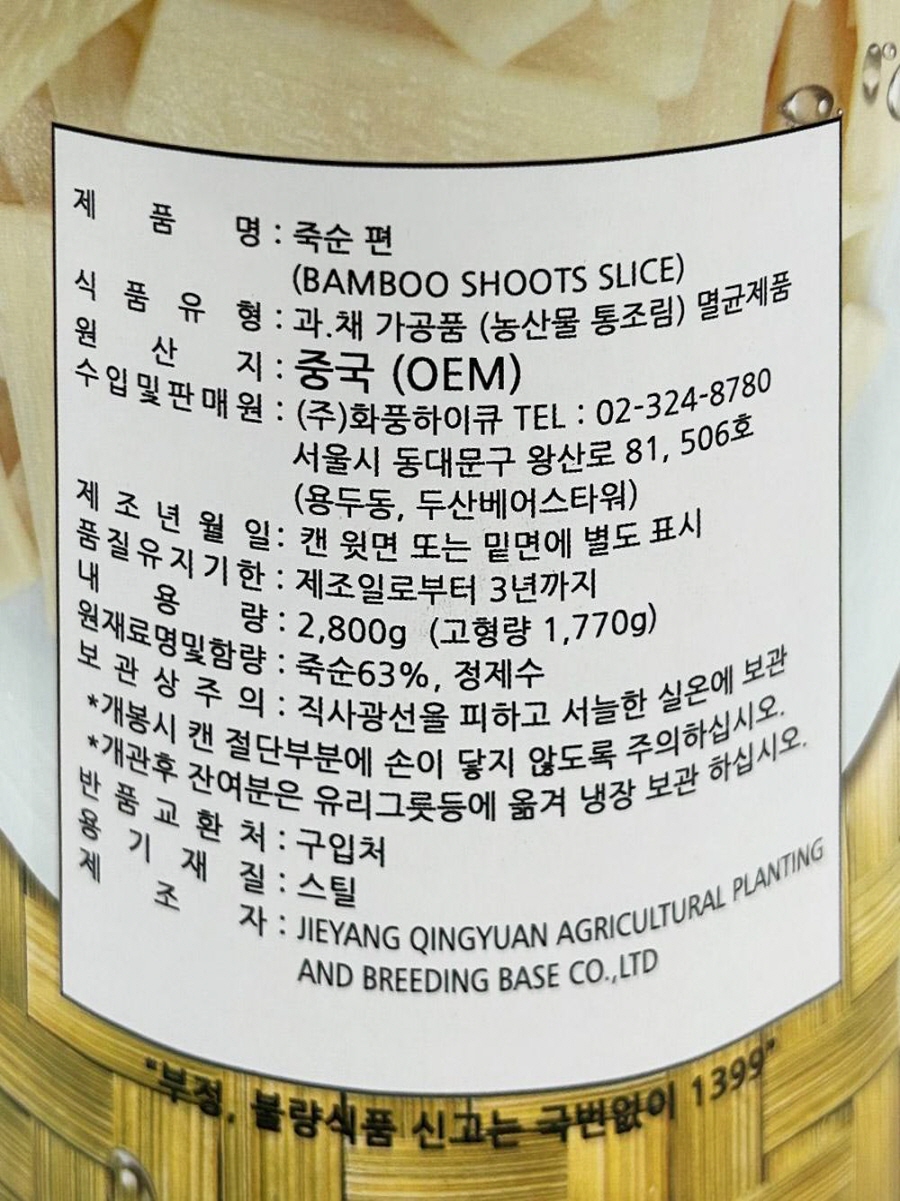 제품명 : 죽순 편
(BAMBOO SHOOTS SLICE)
식품유형 : 과.채 가공품 (농산물 통조림) 멸균제품
원산지 : 중국 (OEM)
수입및판매원 : (주)화풍하이큐 TEL : 02-324-8780
서울시 동대문구 왕산로 81, 506호
(용두동, 두산베어스타워)
제조년월일: 캔 윗면 또는 밑면에 별도 표시
품질유지기한 : 제조일로부터 3년까지
내용량 : 2,800g (고형량 1,770g)
원재료명및함량 : 죽순63%, 정제수
보관상주의 : 직사광선을 피하고 서늘한 실온에 보관
*개봉시 캔 절단부분에 손이 닿지 않도록 주의하십시오.
*개관후 잔여분은 유리그릇등에 옮겨 냉장 보관 하십시오.
반품교환처 : 구입처
용기재질 : 스틸
제조자 : JIEYANG QINGYUAN AGRICULTURAL PLANTING
AND BREEDING BASE CO.,LTD
"부정, 불량식품 신고는 국번없이 1399"